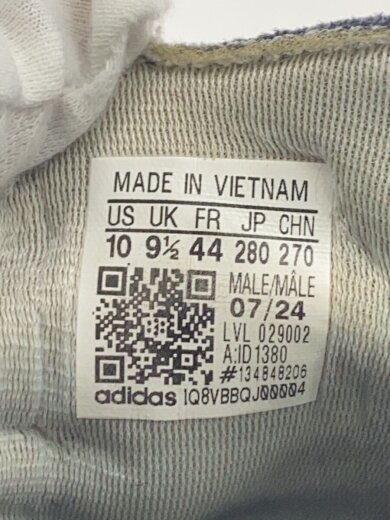 MADE IN VIETNAM
US UK FR JP CHN
10 9½ 44 280 270
MALE/MÂLE
07/24
LVL 029002
A:ID1380
#134848206
adidas 1Q8VBBQJ00004